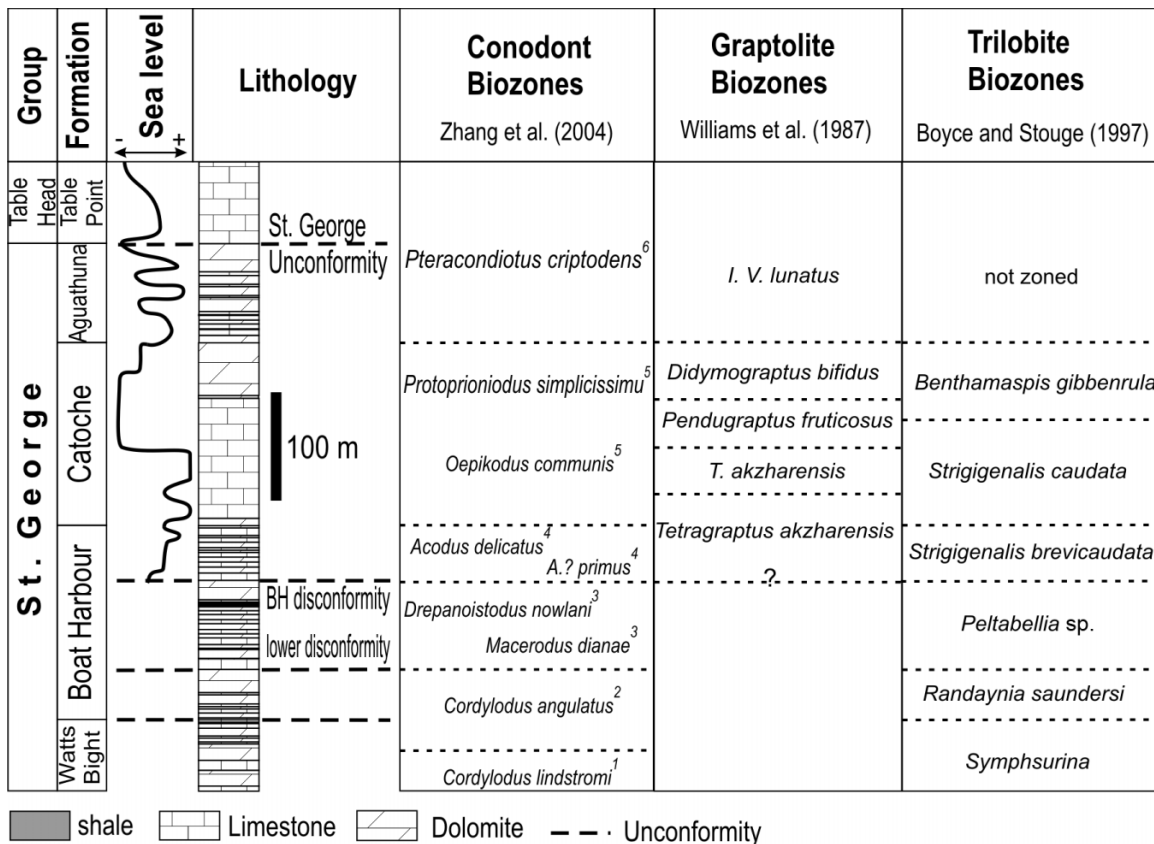 Group
Formation
Sea level
- +
Lithology
Conodont
Biozones
Zhang et al. (2004)
Graptolite
Biozones
Williams et al. (1987)
Trilobite
Biozones
Boyce and Stouge (1997)
Table
Head
Table
Point
St. George
Unconformity
Pteracondiotus criptodens6
I. V. lunatus
not zoned
Aguathuna
St. George
Catoche
100 m
Protoprioniodus simplicissimu5
Didymograptus bifidus
Benthamaspis gibbenrula
Pendugraptus fruticosus
Oepikodus communis5
T. akzharensis
Strigigenalis caudata
Boat Harbour
Acodus delicatus4
A.? primus4
Tetragraptus akzharensis
?
Strigigenalis brevicaudata
BH disconformity
lower disconformity
Drepanoistodus nowlani3
Macerodus dianae3
Peltabellia sp.
Cordylodus angulatus2
Randaynia saundersi
Watts
Bight
Cordylodus lindstromi1
Symphsurina
shale Limestone Dolomite Unconformity